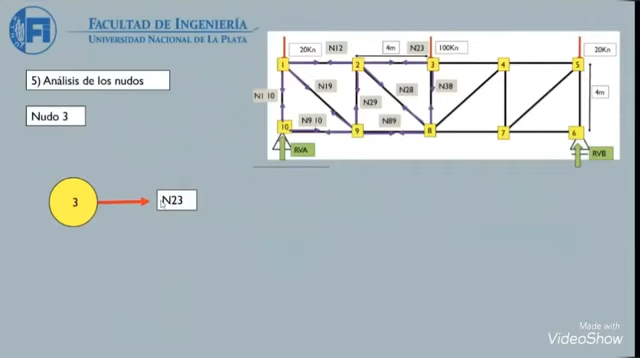 FACULTAD DE INGENIERÍA
UNIVERSIDAD NACIONAL DE LA PLATA
5) Análisis de los nudos
Nudo 3
3
N23
20Kn
N12
4m
N23
100Kn
20Kn
1
2
3
4
5
N1 10
N19
N28
N38
4m
N29
10
N9 10
9
N89
8
7
6
RVA
RVB
Made with
VideoShow